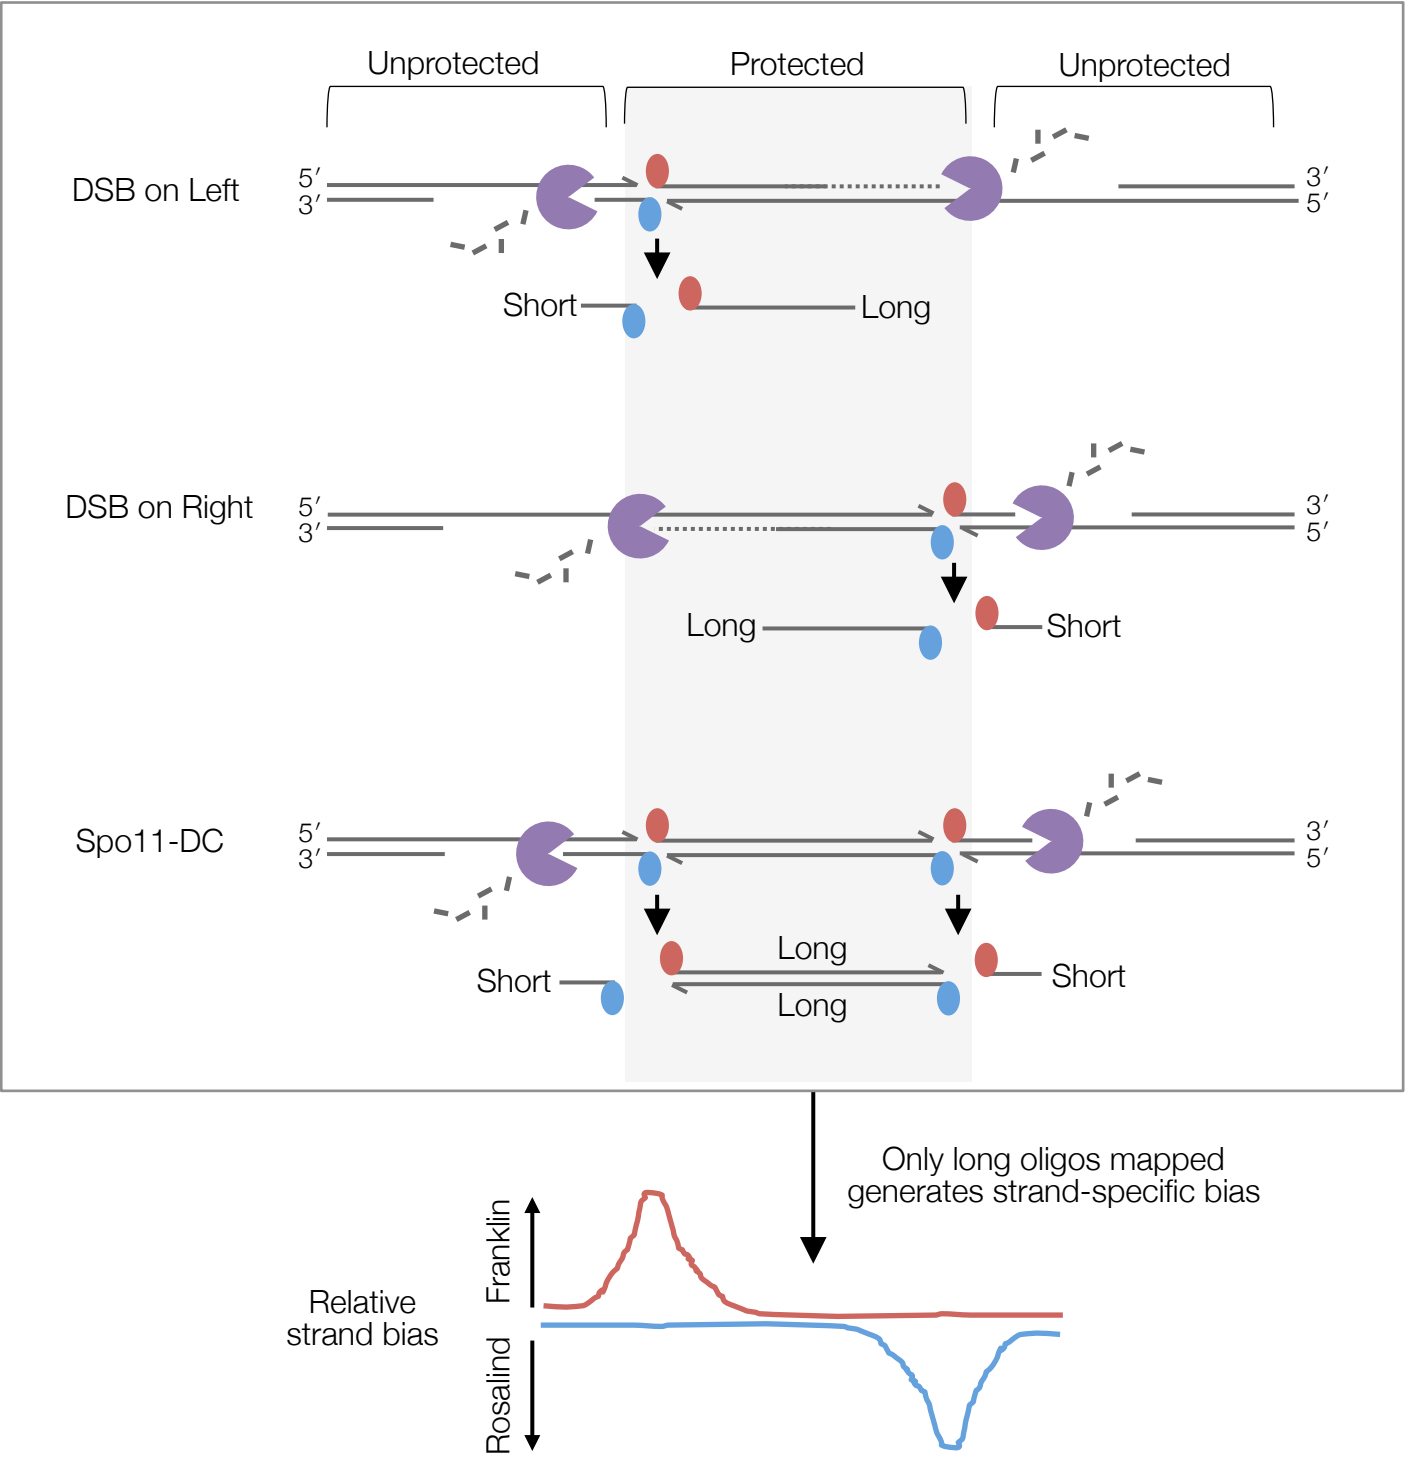 Unprotected
Protected
Unprotected
DSB on Left
5′
3′
3′
5′
Short
Long
DSB on Right
5′
3′
3′
5′
Long
Short
Spo11-DC
5′
3′
3′
5′
Long
Short
Short
Long
Only long oligos mapped
generates strand-specific bias
Franklin
Relative
strand bias
Rosalind